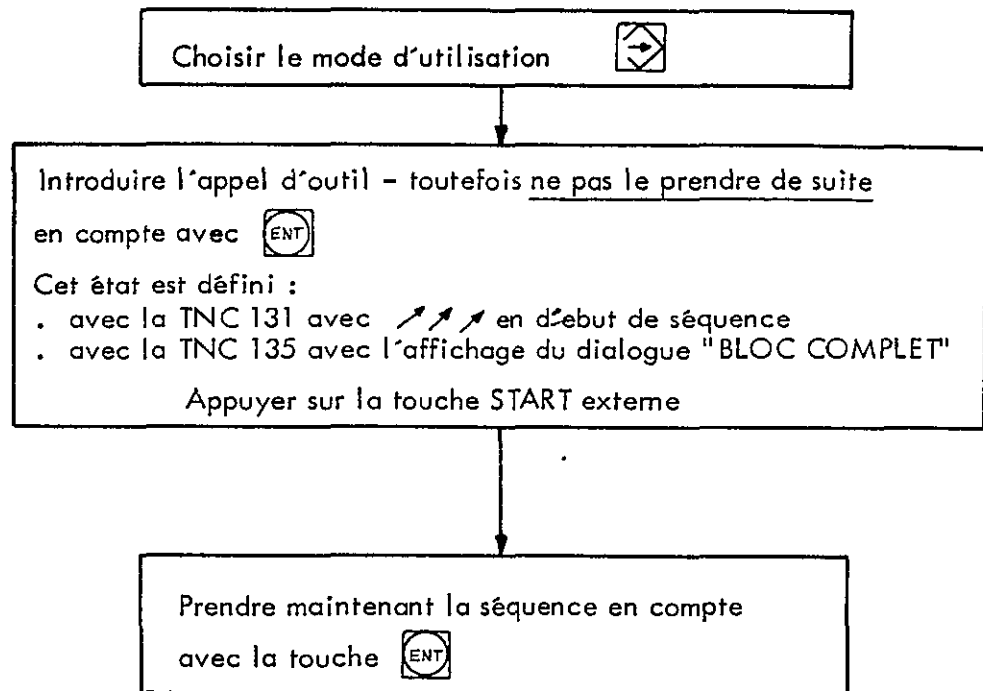 Choisir le mode d´utilisation
Introduire l´appel d´outil – toutefois ne pas le prendre de suite
en compte avec ENT
Cet état est défini :
. avec la TNC 131 avec ↗↗↗ en d´ebut de séquence
. avec la TNC 135 avec l´affichage du dialogue "BLOC COMPLET"
Appuyer sur la touche START externe
Prendre maintenant la séquence en compte
avec la touche ENT